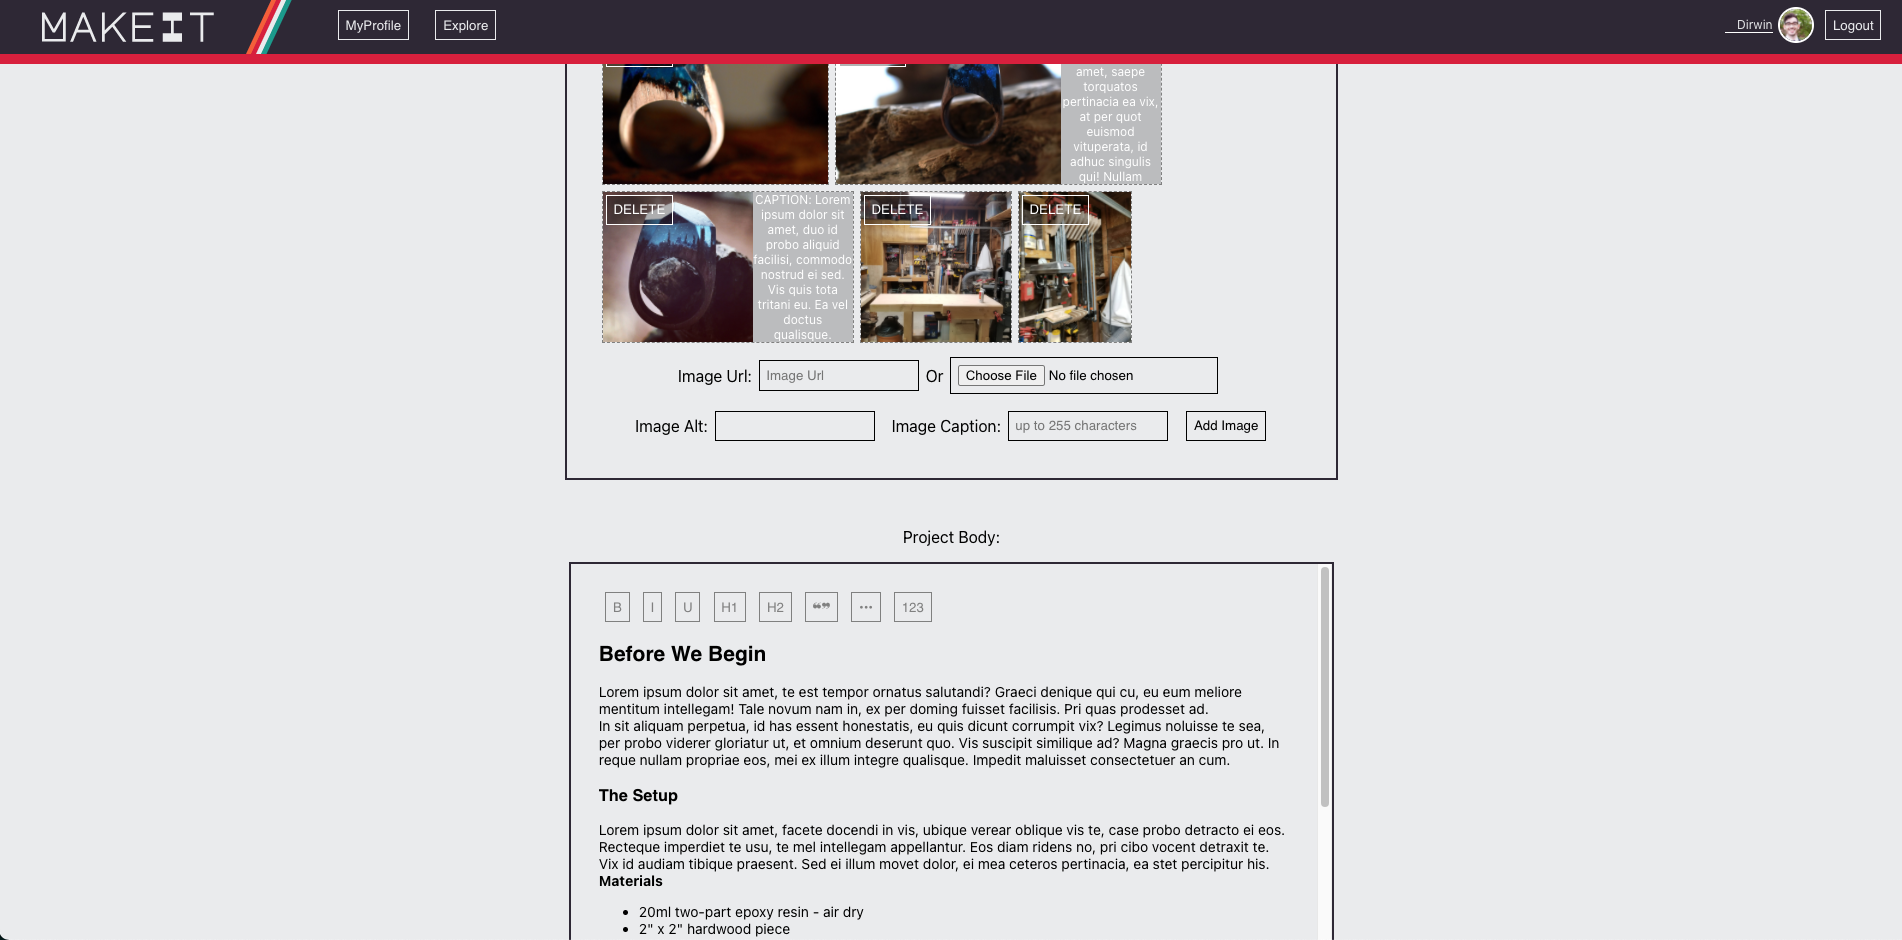 MAKEIT
MyProfile
Explore
Dirwin
Logout
amet, saepe
torquatos
pertinacia ea vix,
at per quot
euismod
vituperata, id
adhuc singulis
qui! Nullam
DELETE
CAPTION: Lorem
ipsum dolor sit
amet, duo id
probo aliquid
facilisi, commodo
nostrud ei sed.
Vis quis tota
tritani eu. Ea vel
doctus
qualisque.
DELETE
DELETE
Image Url:
Image Url
Or
Choose File No file chosen
Image Alt:
Image Caption:
up to 255 characters
Add Image
Project Body:
B
I
U
H1
H2
❝❞
•••
123
Before We Begin
Lorem ipsum dolor sit amet, te est tempor ornatus salutandi? Graeci denique qui cu, eu eum meliore
mentitum intellegam! Tale novum nam in, ex per doming fuisset facilisis. Pri quas prodesset ad.
In sit aliquam perpetua, id has essent honestatis, eu quis dicunt corrumpit vix? Legimus noluisse te sea,
per probo viderer gloriatur ut, et omnium deserunt quo. Vis suscipit similique ad? Magna graecis pro ut. In
reque nullam propriae eos, mei ex illum integre qualisque. Impedit maluisset consectetuer an cum.
The Setup
Lorem ipsum dolor sit amet, facete docendi in vis, ubique verear oblique vis te, case probo detracto ei eos.
Recteque imperdiet te usu, te mel intellegam appellantur. Eos diam ridens no, pri cibo vocent detraxit te.
Vix id audiam tibique praesent. Sed ei illum movet dolor, ei mea ceteros pertinacia, ea stet percipitur his.
Materials
• 20ml two-part epoxy resin - air dry
• 2" x 2" hardwood piece